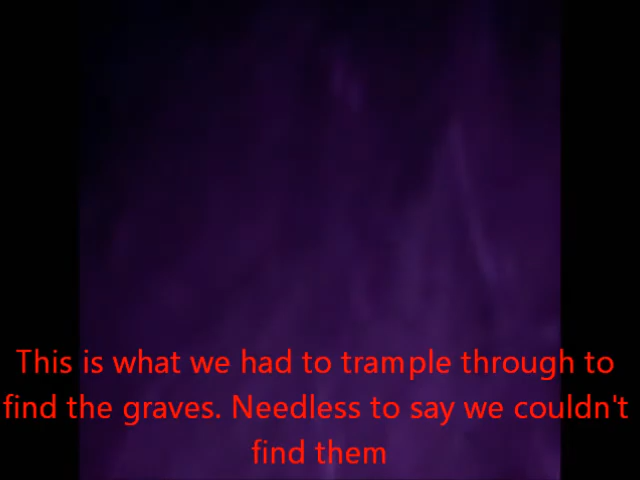 This is what we had to trample through to
find the graves. Needless to say we couldn't
find them